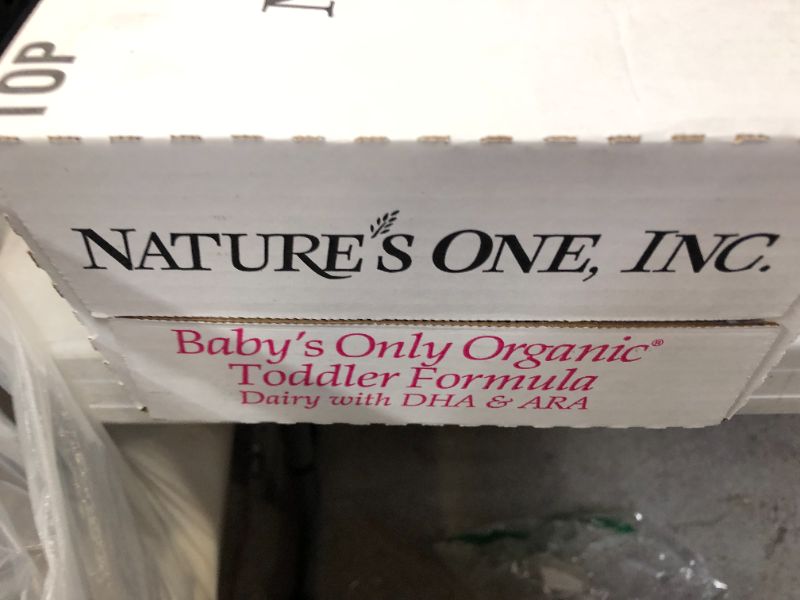 TOP
NATURE'S ONE, INC.
Baby's Only Organic®
Toddler Formula
Dairy with DHA & ARA